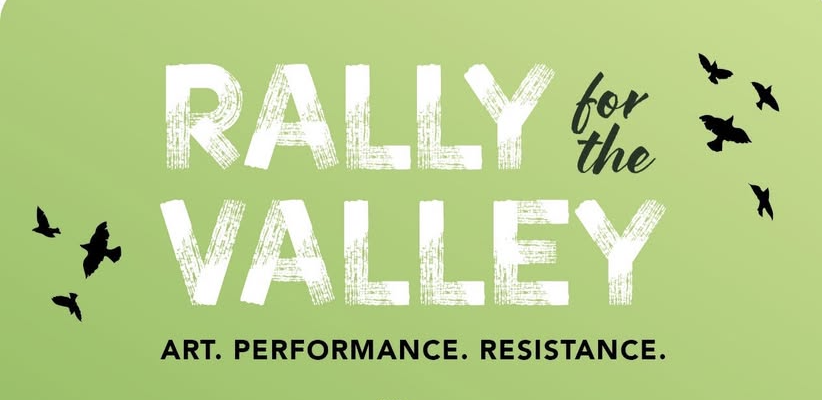 RALLY for the
VALLEY
ART. PERFORMANCE. RESISTANCE.